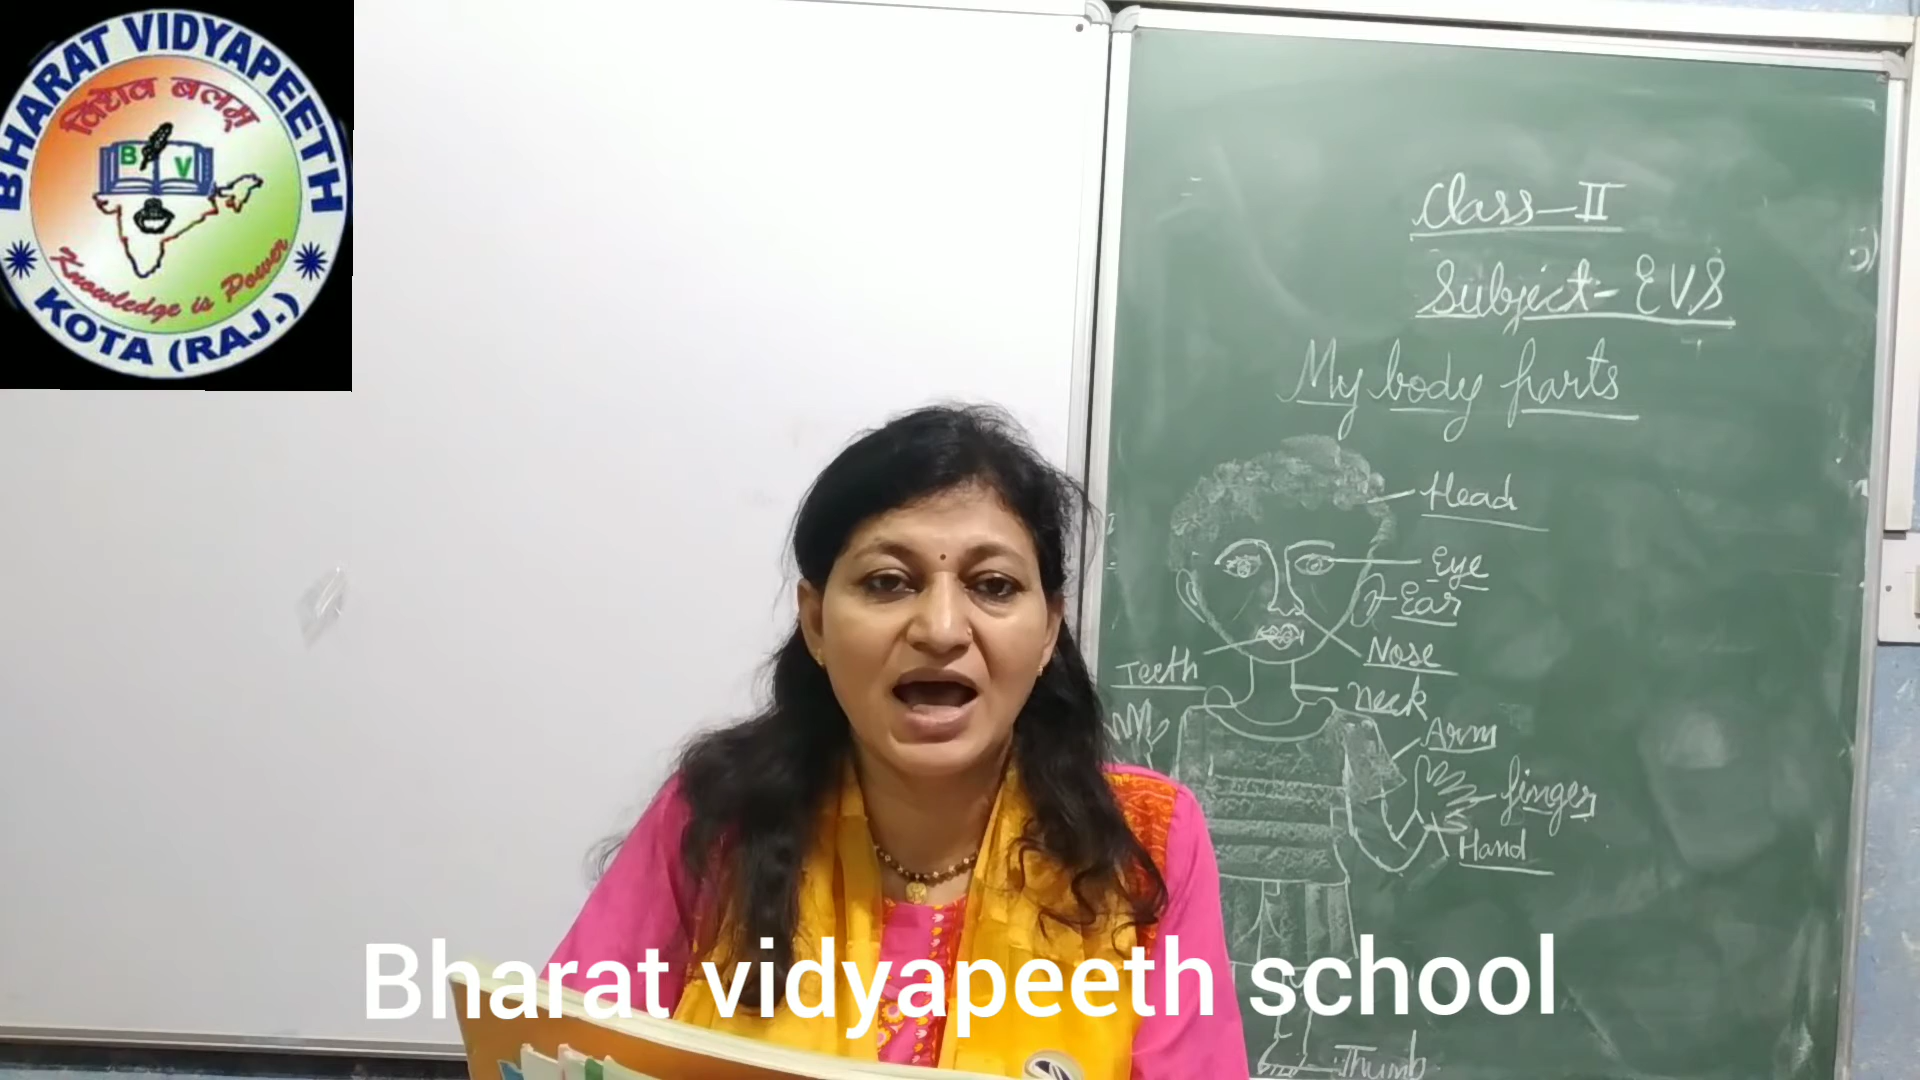 BHARAT VIDYAPEETH
विद्यैव बलम्
B V
Knowledge is Power
KOTA (RAJ.)
Class-II
Subject- EVS
My body parts
Head
Eye
Ear
Nose
Teeth
Neck
Arm
finger
Hand
Thumb
Bharat vidyapeeth school